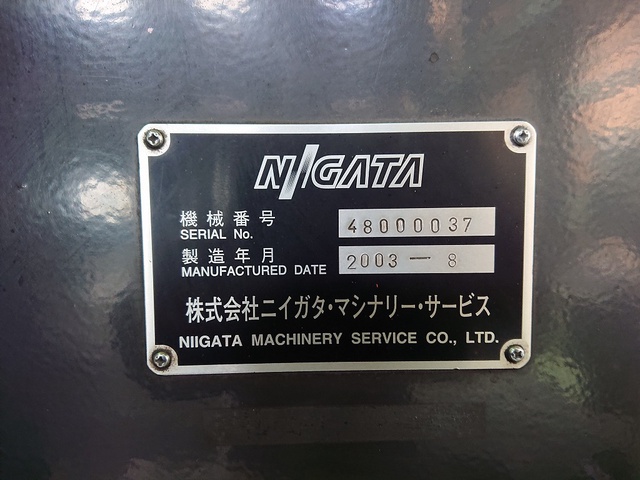 NIIGATA
機械番号 48000037
SERIAL No.
製造年月 2003-8
MANUFACTURED DATE
株式会社ニイガタ・マシナリー・サービス
NIIGATA MACHINERY SERVICE CO., LTD.